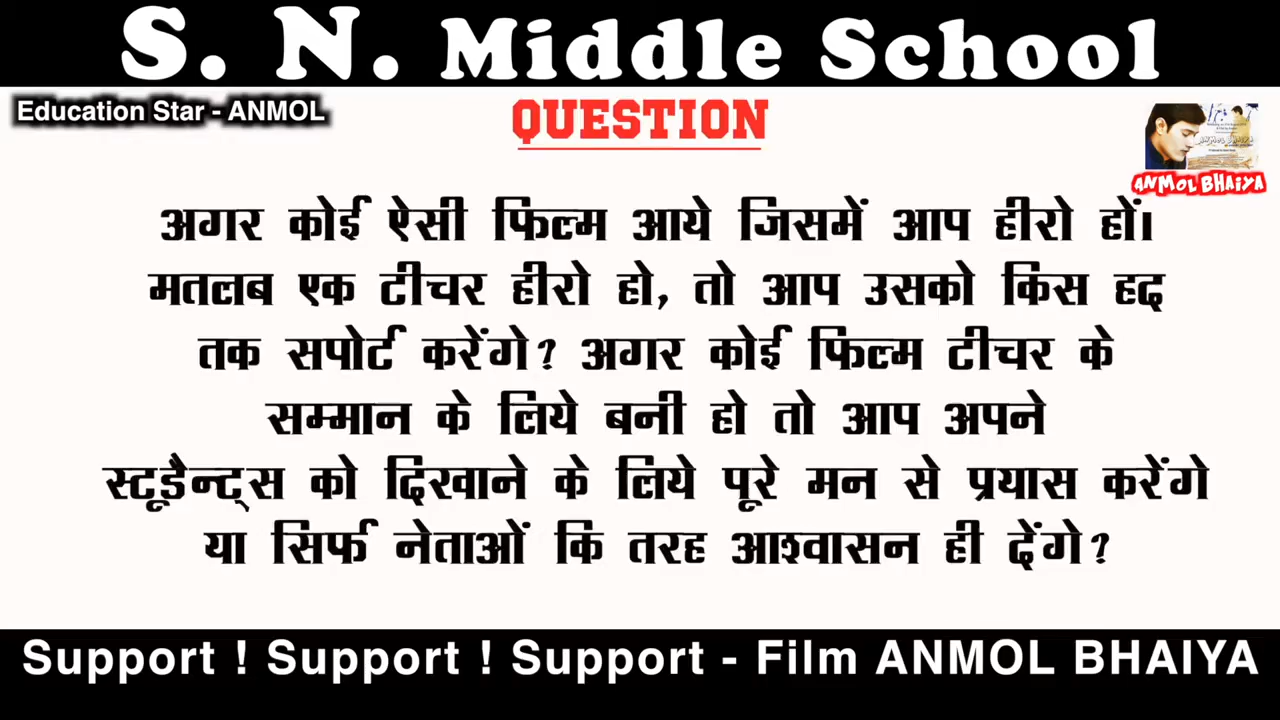 S. N. Middle School
Education Star - ANMOL
QUESTION
ANMOL BHAIYA
ANMOL BHAIYA
अगर कोई ऐसी फिल्म आये जिसमें आप हीरो हों।
मतलब एक टीचर हीरो हो, तो आप उसको किस हद
तक सपोर्ट करेंगे? अगर कोई फिल्म टीचर के
सम्मान के लिये बनी हो तो आप अपने
स्टूडैन्ट्स को दिखाने के लिये पूरे मन से प्रयास करेंगे
या सिर्फ नेताओं कि तरह आश्वासन ही देंगे?
Support ! Support ! Support - Film ANMOL BHAIYA